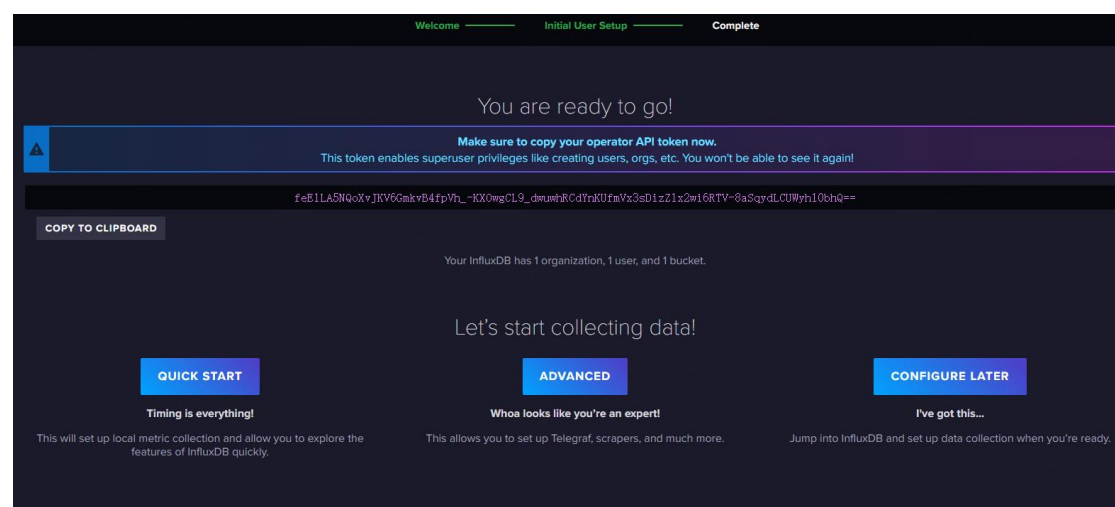 Welcome
Initial User Setup
Complete
You are ready to go!
Make sure to copy your operator API token now.
This token enables superuser privileges like creating users, orgs, etc. You won't be able to see it again!
feE1LA5NQoXvJKV6GmkvB4fpVh_-KXOwgCL9_dwuwhRCdYnKUfmVx3sDizZ1x2wi6RTV-8aSqydLCUWyhl0bhQ==
COPY TO CLIPBOARD
Your InfluxDB has 1 organization, 1 user, and 1 bucket.
Let's start collecting data!
QUICK START
ADVANCED
CONFIGURE LATER
Timing is everything!
Whoa looks like you're an expert!
I've got this...
This will set up local metric collection and allow you to explore the
features of InfluxDB quickly.
This allows you to set up Telegraf, scrapers, and much more.
Jump into InfluxDB and set up data collection when you're ready.